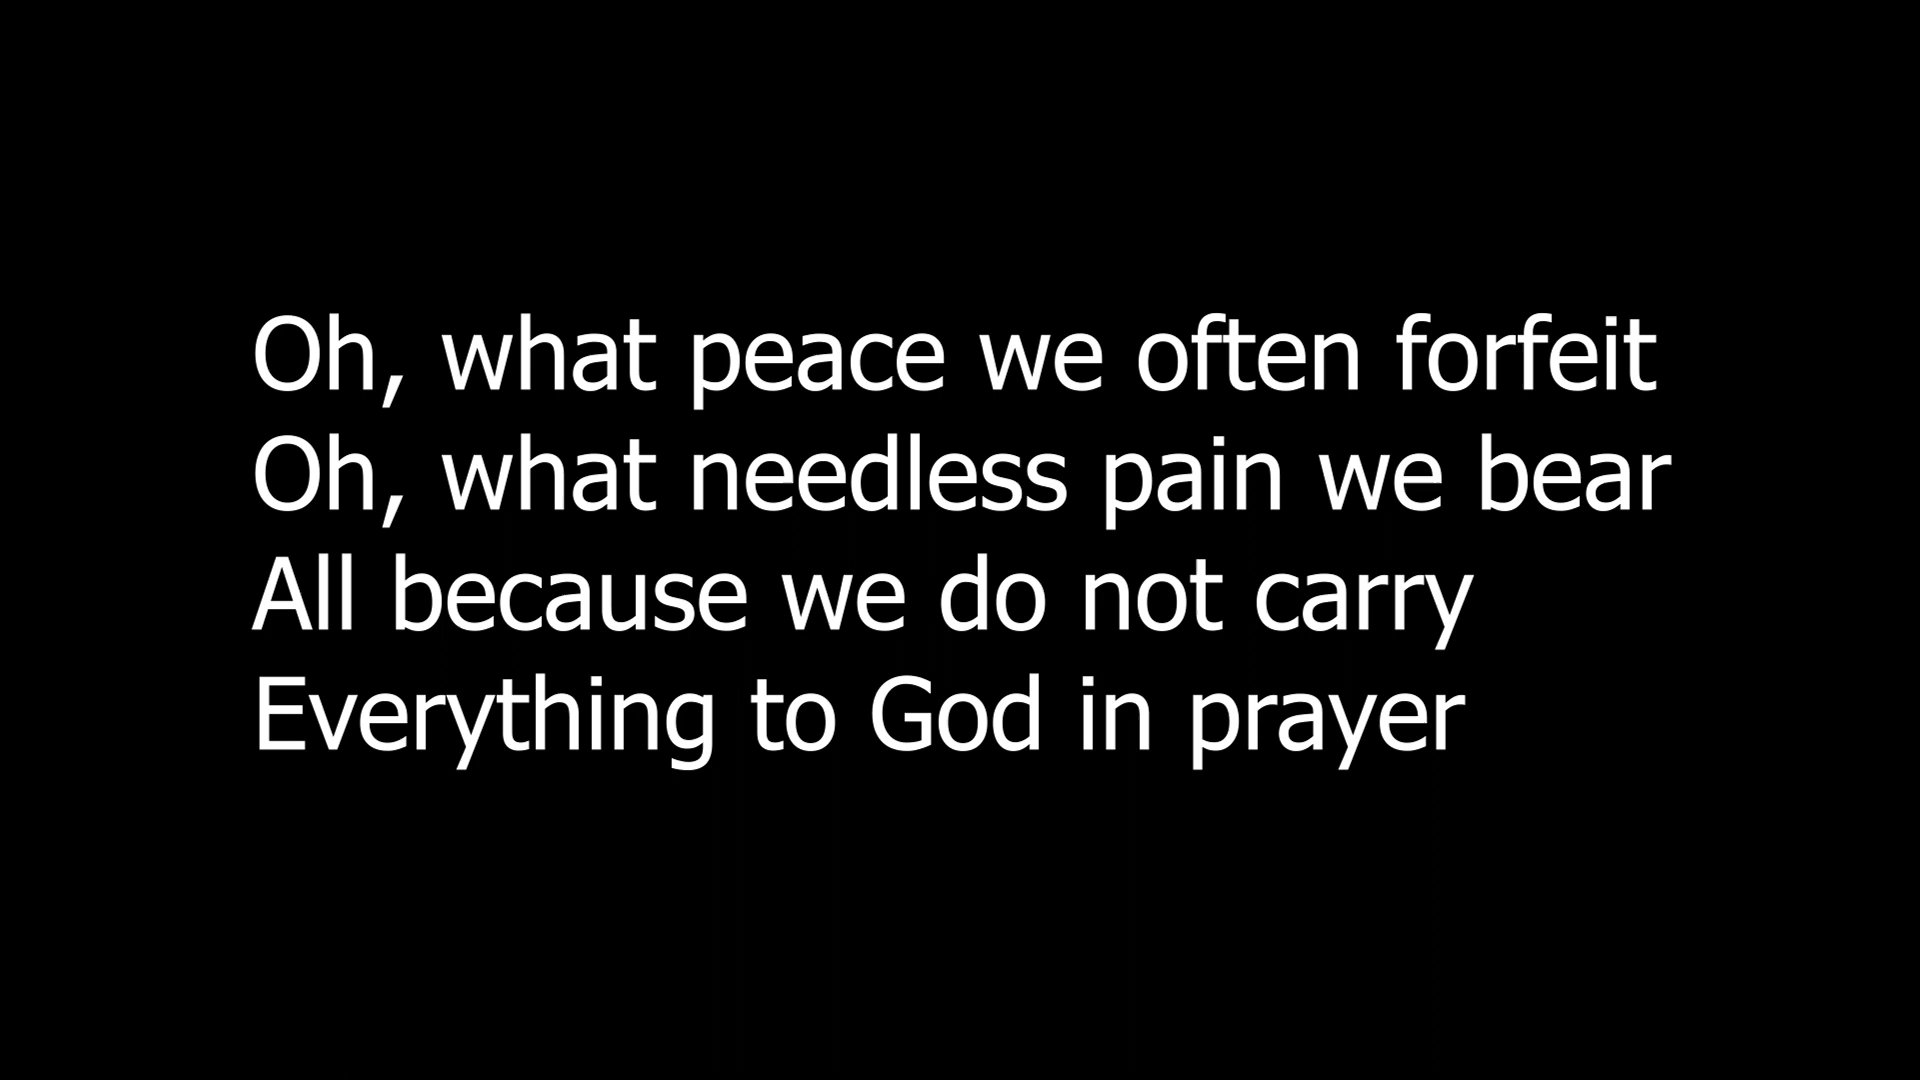 Oh, what peace we often forfeit
Oh, what needless pain we bear
All because we do not carry
Everything to God in prayer